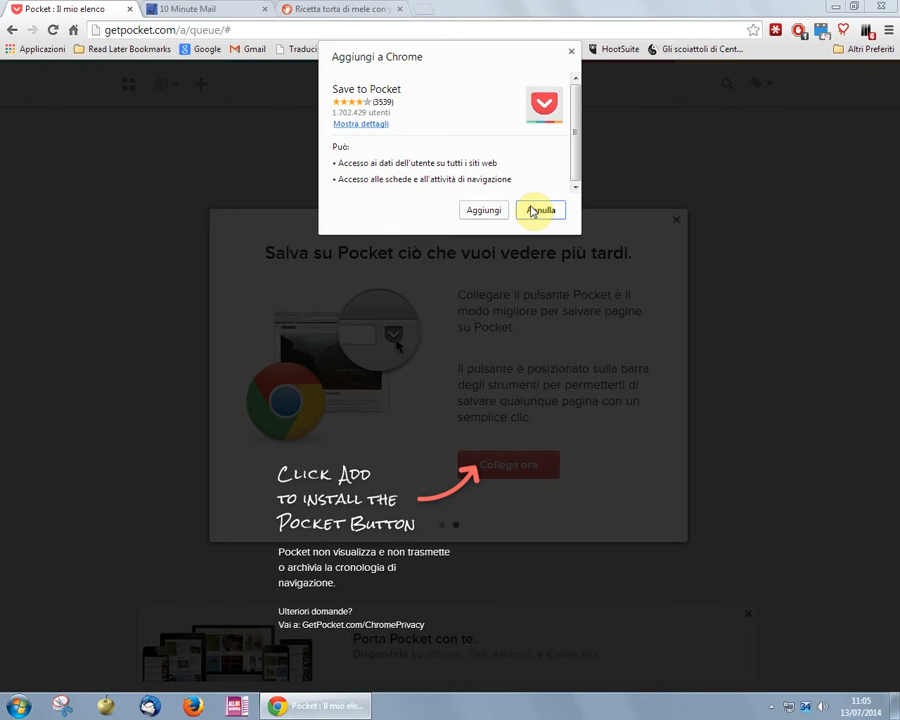 Pocket : Il mio elenco
10 Minute Mail
Ricetta torta di mele con y
getpocket.com/a/queue/#
Applicazioni
Read Later Bookmarks
Google
Gmail
Traduci
HootSuite
Gli scoiattoli di Cent...
Altri Preferiti
Aggiungi a Chrome
Save to Pocket
(3539)
1.702.429 utenti
Mostra dettagli
Può:
• Accesso ai dati dell'utente su tutti i siti web
• Accesso alle schede e all'attività di navigazione
Aggiungi
Annulla
Salva su Pocket ciò che vuoi vedere più tardi.
Collegare il pulsante Pocket è il
modo migliore per salvare pagine
su Pocket.
Il pulsante è posizionato sulla barra
degli strumenti per permetterti di
salvare qualunque pagina con un
semplice clic.
Collega ora
Click Add
to install the
Pocket Button
Pocket non visualizza e non trasmette
o archivia la cronologia di
navigazione.
Ulteriori domande?
Vai a: GetPocket.com/ChromePrivacy
Porta Pocket con te.
Disponibile su iPhone, iPad, Android, e Kindle Fire
Pocket : Il mio ele...
34
11:05
13/07/2014